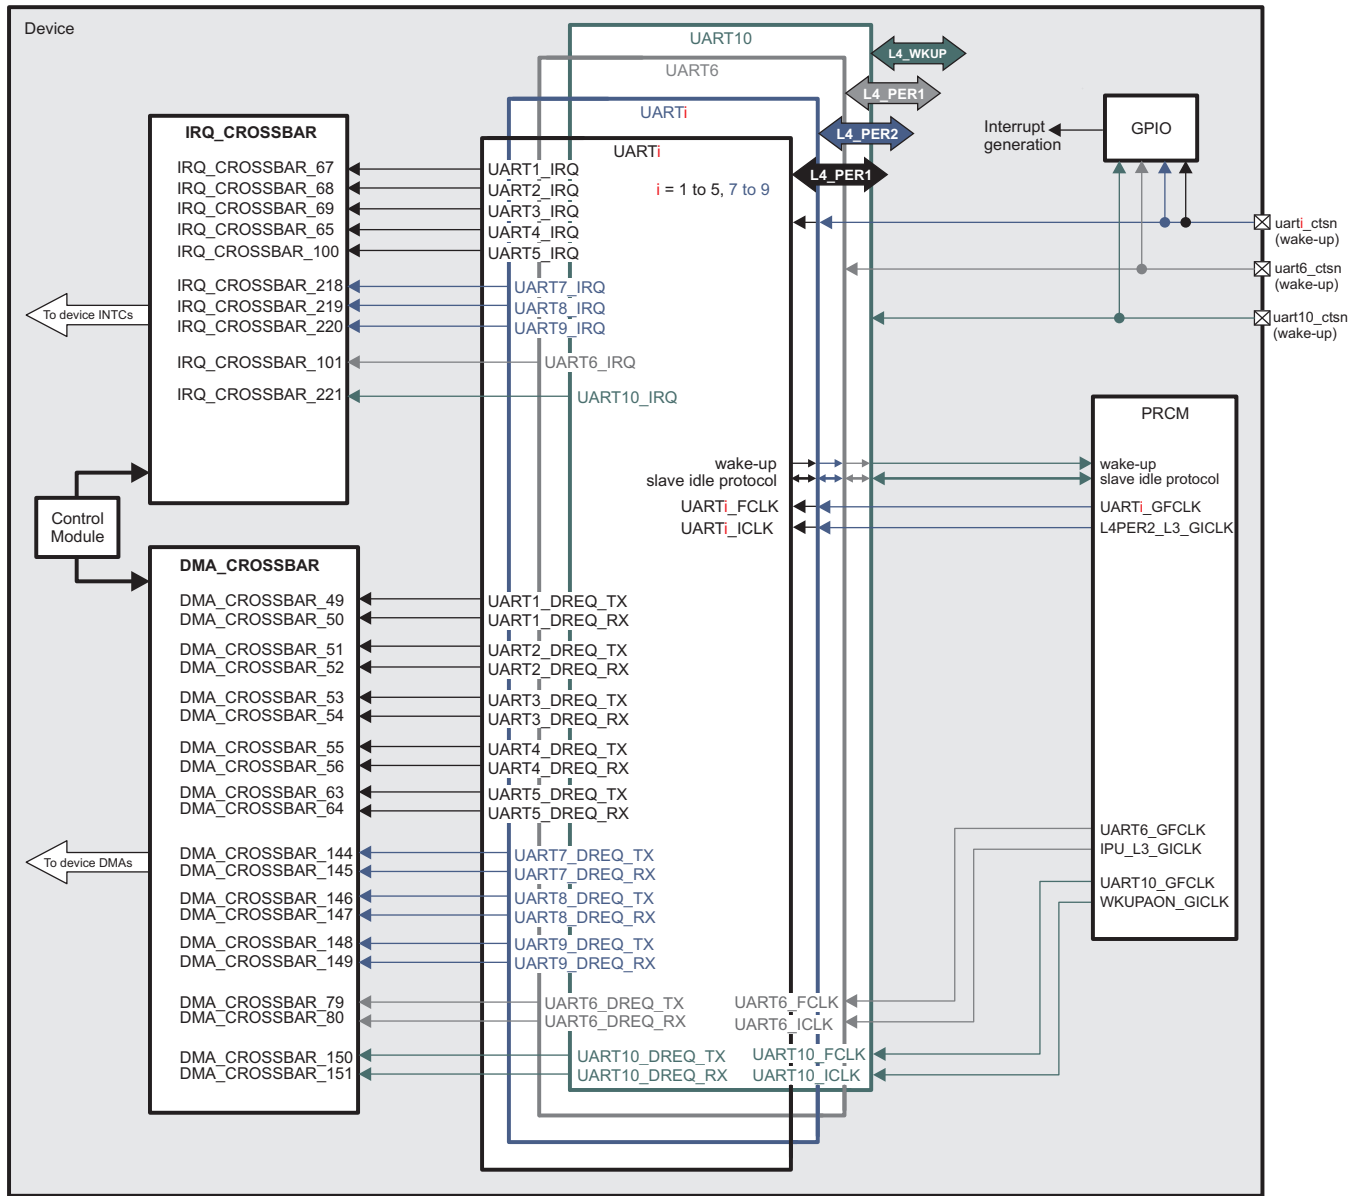 Device
UART10
L4_WKUP
UART6
L4_PER1
UARTi
L4_PER2
UARTi
L4_PER1
i = 1 to 5, 7 to 9
IRQ_CROSSBAR
IRQ_CROSSBAR_67
IRQ_CROSSBAR_68
IRQ_CROSSBAR_69
IRQ_CROSSBAR_65
IRQ_CROSSBAR_100
IRQ_CROSSBAR_218
IRQ_CROSSBAR_219
IRQ_CROSSBAR_220
IRQ_CROSSBAR_101
IRQ_CROSSBAR_221
To device INTCs
UART1_IRQ
UART2_IRQ
UART3_IRQ
UART4_IRQ
UART5_IRQ
UART7_IRQ
UART8_IRQ
UART9_IRQ
UART6_IRQ
UART10_IRQ
Interrupt
generation
GPIO
uarti_ctsn
(wake-up)
uart6_ctsn
(wake-up)
uart10_ctsn
(wake-up)
Control
Module
wake-up
slave idle protocol
UARTi_FCLK
UARTi_ICLK
PRCM
wake-up
slave idle protocol
UARTi_GFCLK
L4PER2_L3_GICLK
UART6_GFCLK
IPU_L3_GICLK
UART10_GFCLK
WKUPAON_GICLK
DMA_CROSSBAR
DMA_CROSSBAR_49
DMA_CROSSBAR_50
DMA_CROSSBAR_51
DMA_CROSSBAR_52
DMA_CROSSBAR_53
DMA_CROSSBAR_54
DMA_CROSSBAR_55
DMA_CROSSBAR_56
DMA_CROSSBAR_63
DMA_CROSSBAR_64
DMA_CROSSBAR_144
DMA_CROSSBAR_145
DMA_CROSSBAR_146
DMA_CROSSBAR_147
DMA_CROSSBAR_148
DMA_CROSSBAR_149
DMA_CROSSBAR_79
DMA_CROSSBAR_80
DMA_CROSSBAR_150
DMA_CROSSBAR_151
To device DMAs
UART1_DREQ_TX
UART1_DREQ_RX
UART2_DREQ_TX
UART2_DREQ_RX
UART3_DREQ_TX
UART3_DREQ_RX
UART4_DREQ_TX
UART4_DREQ_RX
UART5_DREQ_TX
UART5_DREQ_RX
UART7_DREQ_TX
UART7_DREQ_RX
UART8_DREQ_TX
UART8_DREQ_RX
UART9_DREQ_TX
UART9_DREQ_RX
UART6_DREQ_TX
UART6_DREQ_RX
UART10_DREQ_TX
UART10_DREQ_RX
UART6_FCLK
UART6_ICLK
UART10_FCLK
UART10_ICLK